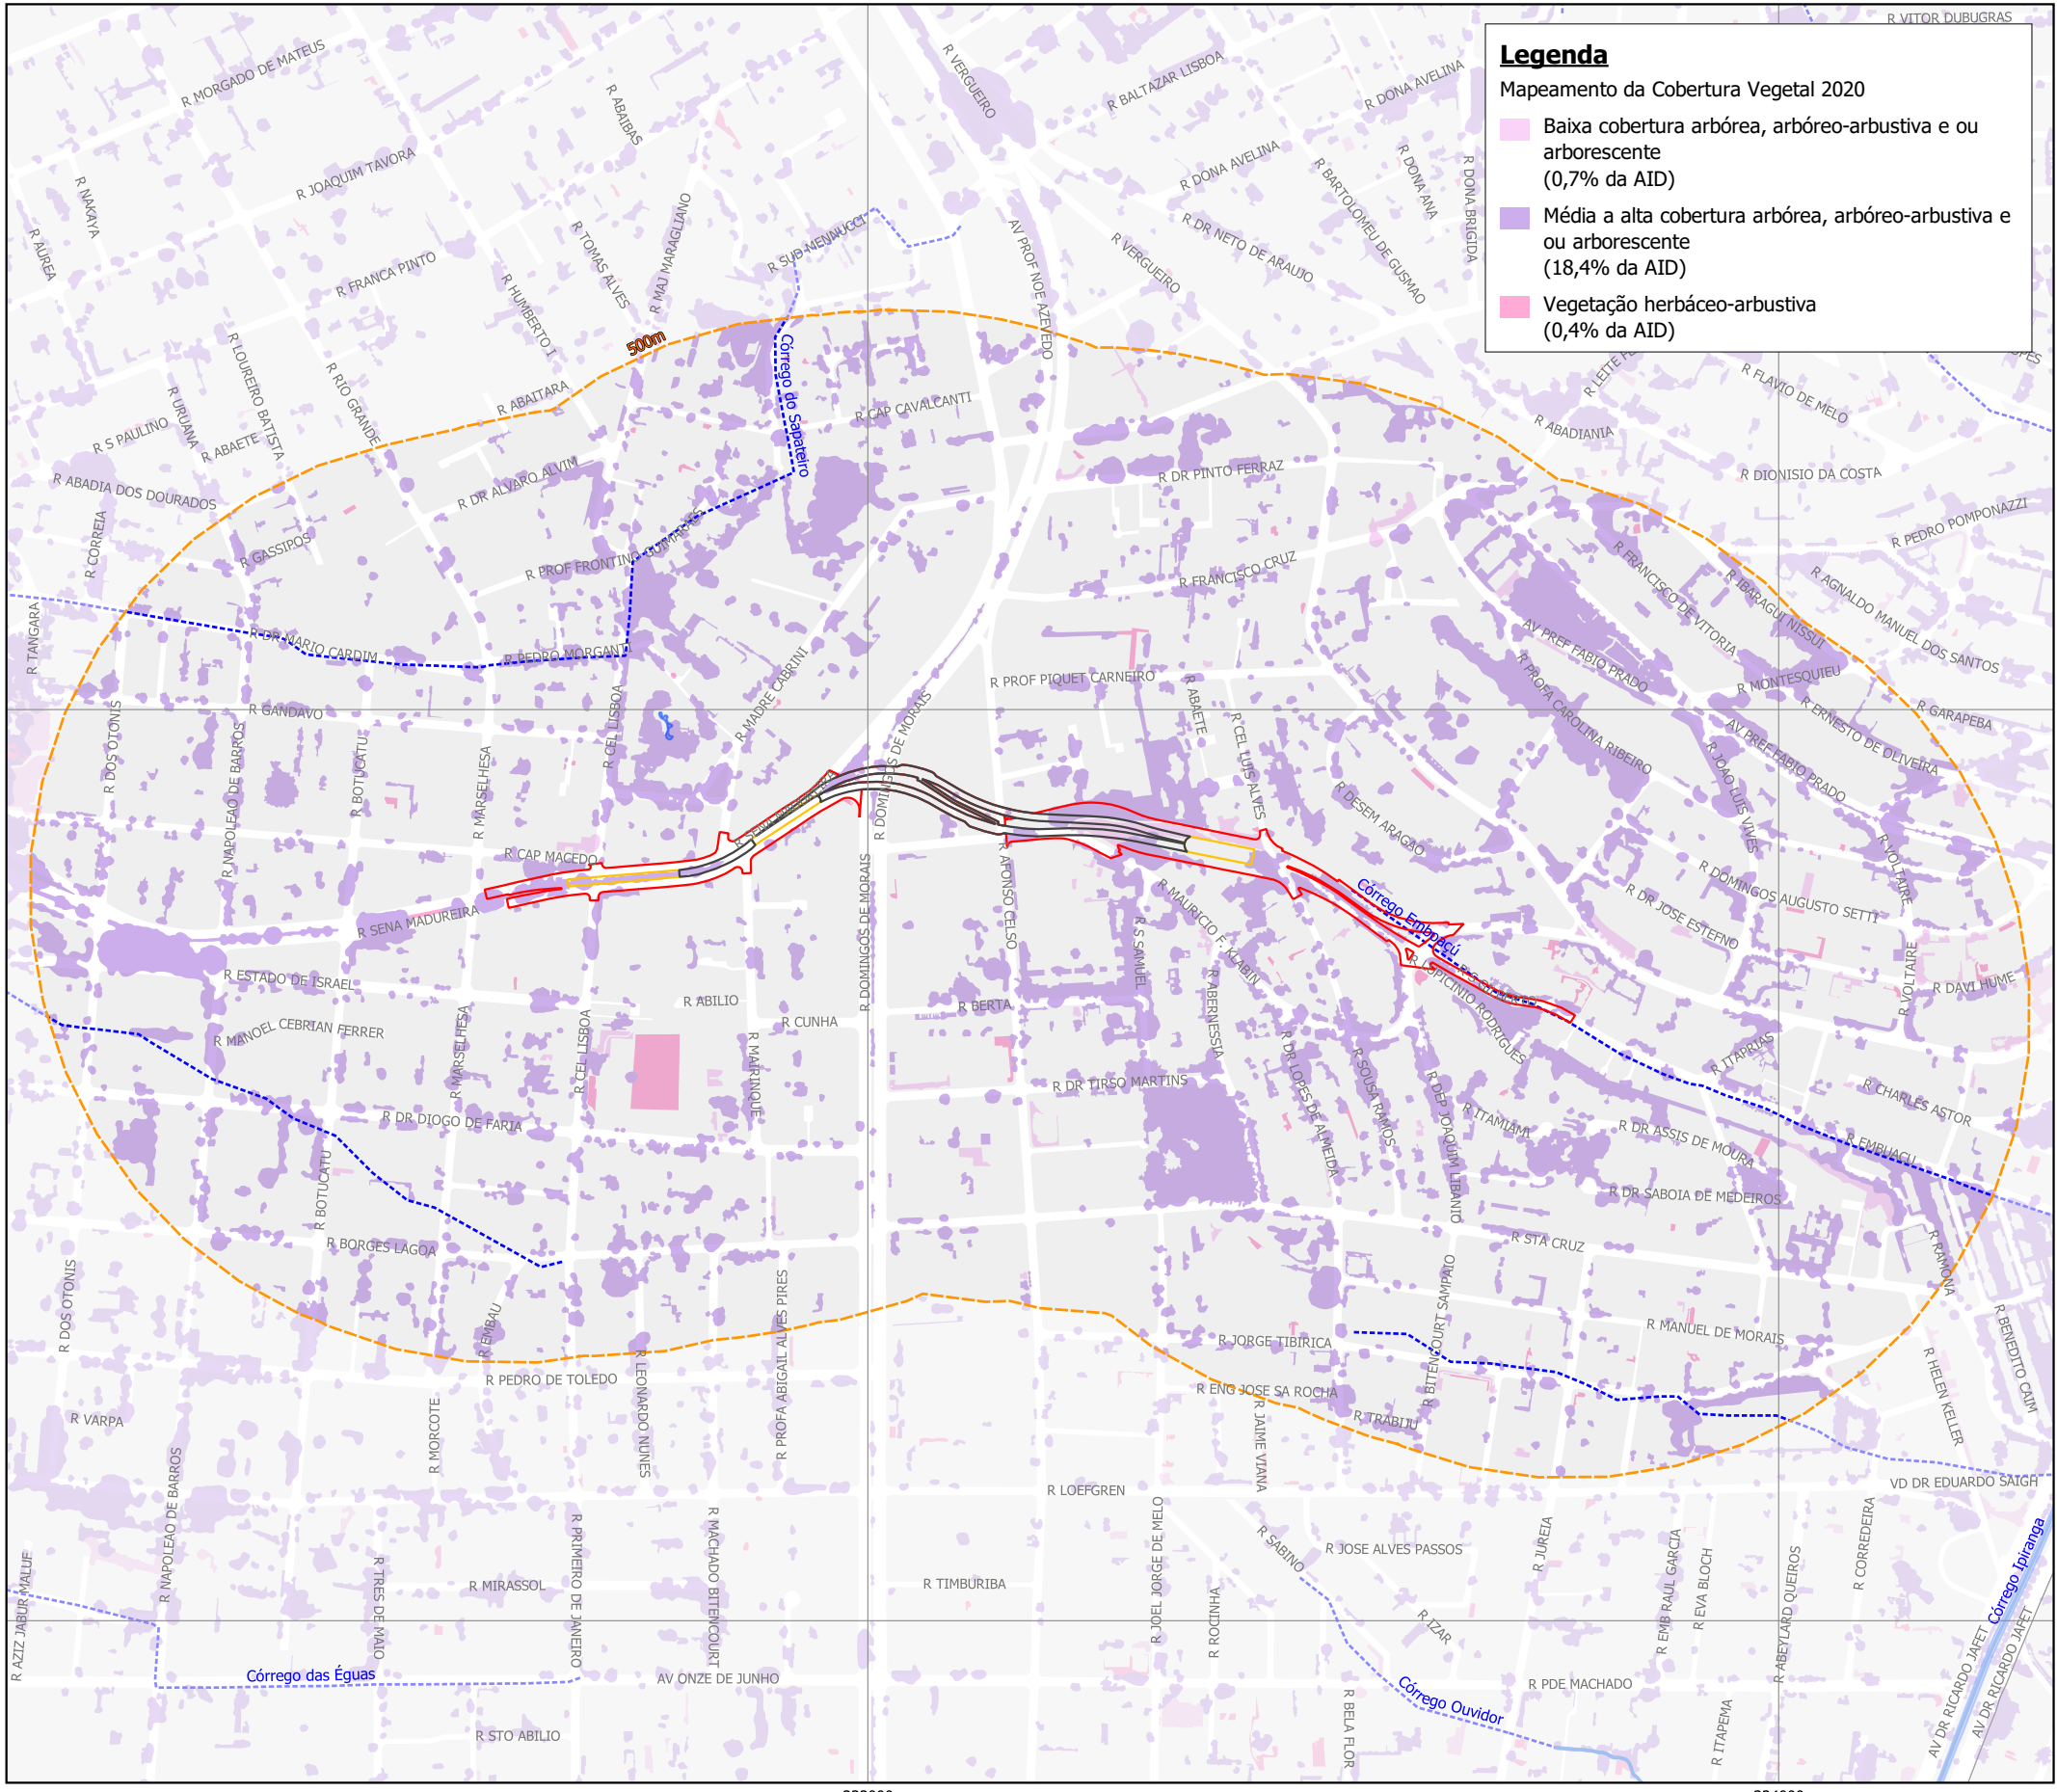 R VITOR DUBUGRAS
Legenda
Mapeamento da Cobertura Vegetal 2020
Baixa cobertura arbórea, arbóreo-arbustiva e ou
arborescente
(0,7% da AID)
Média a alta cobertura arbórea, arbóreo-arbustiva e
ou arborescente
(18,4% da AID)
Vegetação herbáceo-arbustiva
(0,4% da AID)
R MORGADO DE MATEUS
R VERGUEIRO
R BALTAZAR LISBOA
R DONA AVELINA
R ABAIBAS
R JOAQUIM TAVORA
R NAKAYA
R AUREA
R DONA AVELINA
R BARTOLOMEU DE GUSMAO
R DONA ANA
R DONA BRIGIDA
R FRANCA PINTO
R TOMAS ALVES
R MAJ MARAGLIANO
R SUD MENNUCCI
AV PROF NOE AZEVEDO
R VERGUEIRO
R DR NETO DE ARAUJO
R HUMBERTO I
500m
R LOUREIRO BATISTA
R RIO GRANDE
R URUANA
R S PAULINO
R ABAETE
R ABAITARA
Córrego do Sapateiro
R CAP CAVALCANTI
R FLAVIO DE MELO
R ABADIANIA
R DIONISIO DA COSTA
R ABADIA DOS DOURADOS
R DR ALVARO ALVIM
R DR PINTO FERRAZ
R PEDRO POMPONAZZI
R CORREIA
R GASSIPOS
R PROF FRONTINO GUIMARAES
R FRANCISCO CRUZ
R FRANCISCO DE VITORIA
R IBARAGUI NISSUI
R AGNALDO MANUEL DOS SANTOS
R TANGARA
R DR MARIO CARDIM
R PEDRO MORGANTI
AV PREF FABIO PRADO
R PROFA CAROLINA RIBEIRO
R MONTESQUIEU
R GARAPEBA
R ERNESTO DE OLIVEIRA
AV PREF FABIO PRADO
R GANDAVO
R DOS OTONIS
R NAPOLEAO DE BARROS
R BOTUCATU
R MARSELHESA
R CEL LISBOA
R MADRE CABRINI
R DOMINGOS DE MORAIS
R PROF PIQUET CARNEIRO
R ABAETE
R CEL LUIS ALVES
R DESEM ARAGAO
R JOAO LUIS VIVES
R VOLTAIRE
R CAP MACEDO
R SENA MADUREIRA
R DOMINGOS DE MORAIS
R AFONSO CELSO
R MAURICIO F. KLABIN
Córrego Embpaçú
R DR JOSE ESTEFNO
R DOMINGOS AUGUSTO SETTI
R ESTADO DE ISRAEL
R ABILIO
R BERTA
R S SAMUEL
R ABERNESSIA
R LUPICINIO RODRIGUES
R VOLTAIRE
R DAVI HUME
R MANOEL CEBRIAN FERRER
R MARSELHESA
R CEL LISBOA
R CUNHA
R MAIRINQUE
R DR TIRSO MARTINS
R DR LOPES DE ALMEIDA
R SOUSA RAMOS
R DEP JOAQUIM LIBANIO
R ITAMIAMI
R ITAPRIAS
R CHARLES ASTOR
R DR DIOGO DE FARIA
R DR ASSIS DE MOURA
R EMBUACU
R BOTUCATU
R BORGES LAGOA
R DR SABOIA DE MEDEIROS
R STA CRUZ
R RAMONA
R DOS OTONIS
R EMBAU
R LEONARDO NUNES
R PROFA ABIGAIL ALVES PIRES
R JORGE TIBIRICA
R BITENCOURT SAMPAIO
R MANUEL DE MORAIS
R BENEDITO CAIM
R HELEN KELLER
R PEDRO DE TOLEDO
R ENG JOSE SA ROCHA
R JAIME VIANA
R TRABIJU
R VARPA
R MORCOTE
R NAPOLEAO DE BARROS
R LOEFGREN
VD DR EDUARDO SAIGH
R JOEL JORGE DE MELO
R SABINO
R JOSE ALVES PASSOS
R JUREIA
R EMB RAUL GARCIA
R EVA BLOCH
R ABEYLARD QUEIROS
R CORREDEIRA
Córrego Ipiranga
R AZIZ JABUR MALUF
R TRES DE MAIO
R MIRASSOL
R PRIMEIRO DE JANEIRO
R MACHADO BITENCOURT
R TIMBURIBA
R ROCINHA
R IZAR
Córrego das Éguas
AV ONZE DE JUNHO
Córrego Ouvidor
R PDE MACHADO
AV DR RICARDO JAFET
AV DR RICARDO JAFET
R STO ABILIO
R BELA FLOR
R ITAPEMA